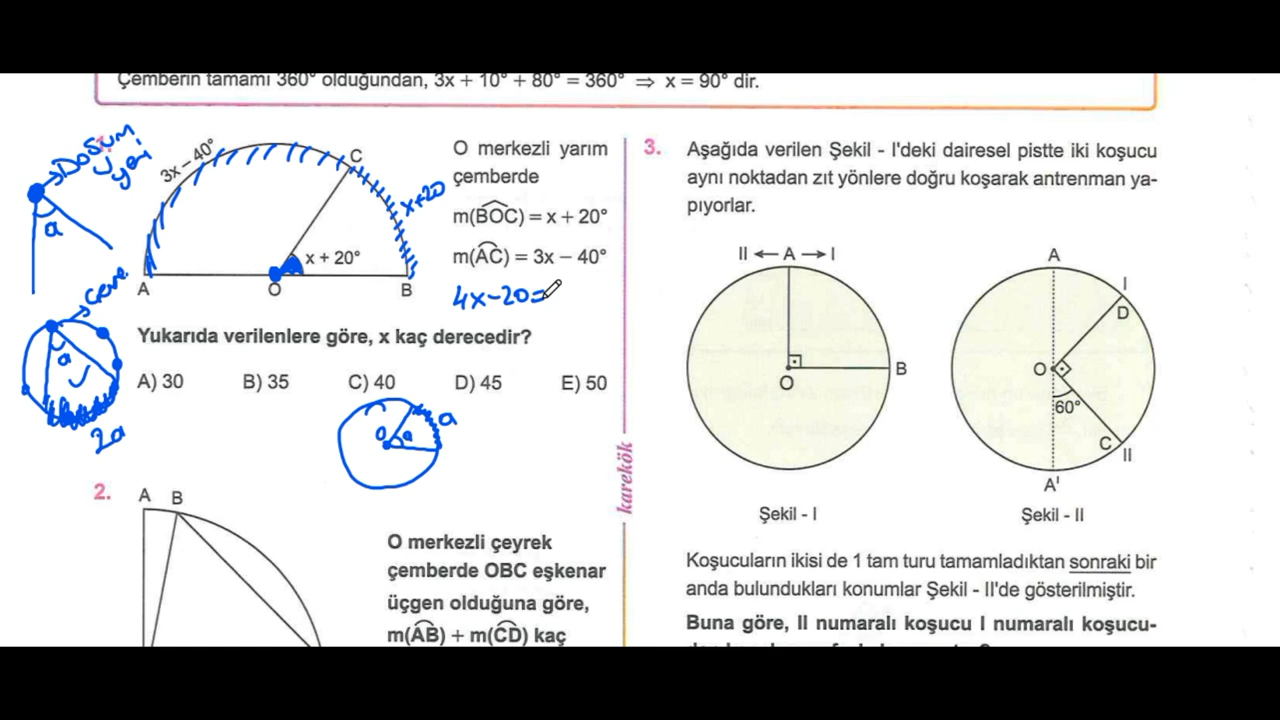 Çemberin tamamı 360° olduğundan, 3x + 10° + 80° = 360° ⇒ x = 90° dir.
1.
Doğum
yeri
a
3x – 40°
C
x+20
x + 20°
A
O
B
O merkezli yarım
çemberde
m(BOC) = x + 20°
m(AC) = 3x – 40°
4x-20=
Yukarıda verilenlere göre, x kaç derecedir?
A) 30 B) 35 C) 40 D) 45 E) 50
a
2a
O a a
2.
A B
O merkezli çeyrek
çemberde OBC eşkenar
üçgen olduğuna göre,
m(AB) + m(CD) kaç
karekök
3.
Aşağıda verilen Şekil - I'deki dairesel pistte iki koşucu
aynı noktadan zıt yönlere doğru koşarak antrenman ya-
pıyorlar.
II ← A → I
O
B
Şekil - I
A
I
D
O
60°
C
II
A'
Şekil - II
Koşucuların ikisi de 1 tam turu tamamladıktan sonraki bir
anda bulundukları konumlar Şekil - II'de gösterilmiştir.
Buna göre, II numaralı koşucu I numaralı koşucu-